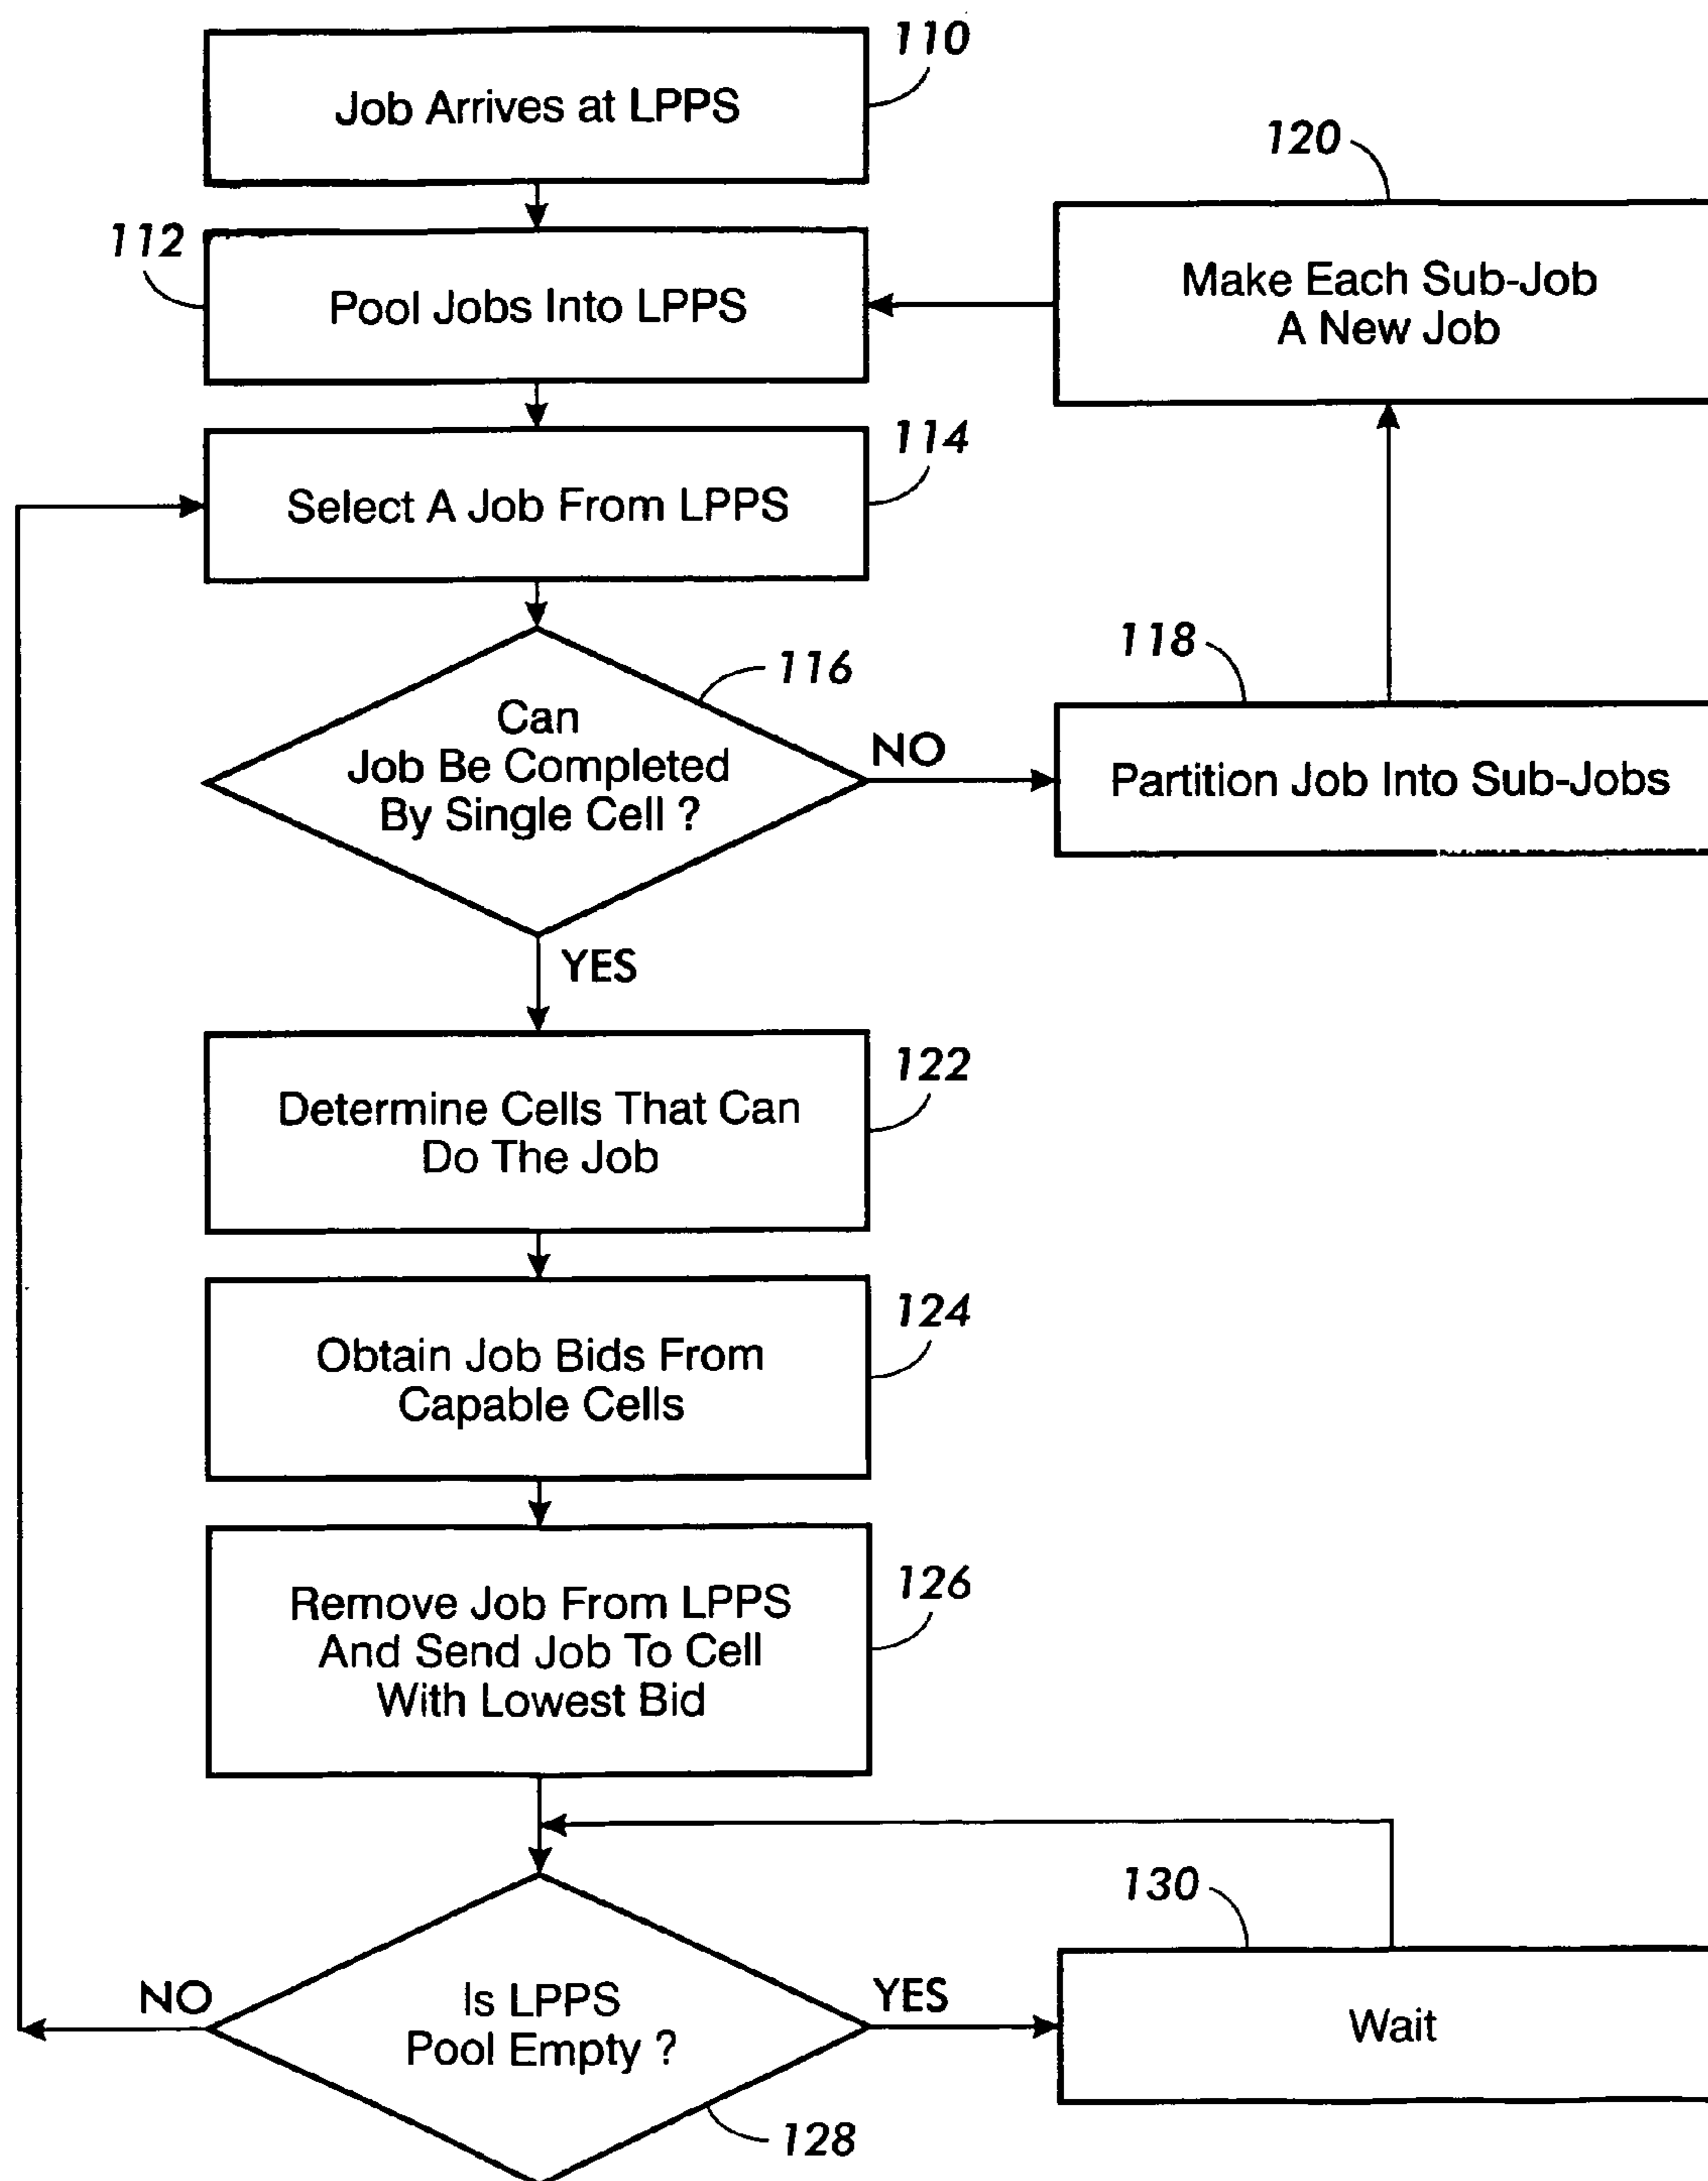 110
Job Arrives at LPPS
120
112
Pool Jobs Into LPPS
Make Each Sub-Job
A New Job
114
Select A Job From LPPS
116
118
Can
Job Be Completed
By Single Cell ?
NO
Partition Job Into Sub-Jobs
YES
122
Determine Cells That Can
Do The Job
124
Obtain Job Bids From
Capable Cells
126
Remove Job From LPPS
And Send Job To Cell
With Lowest Bid
130
NO
Is LPPS
Pool Empty ?
YES
Wait
128